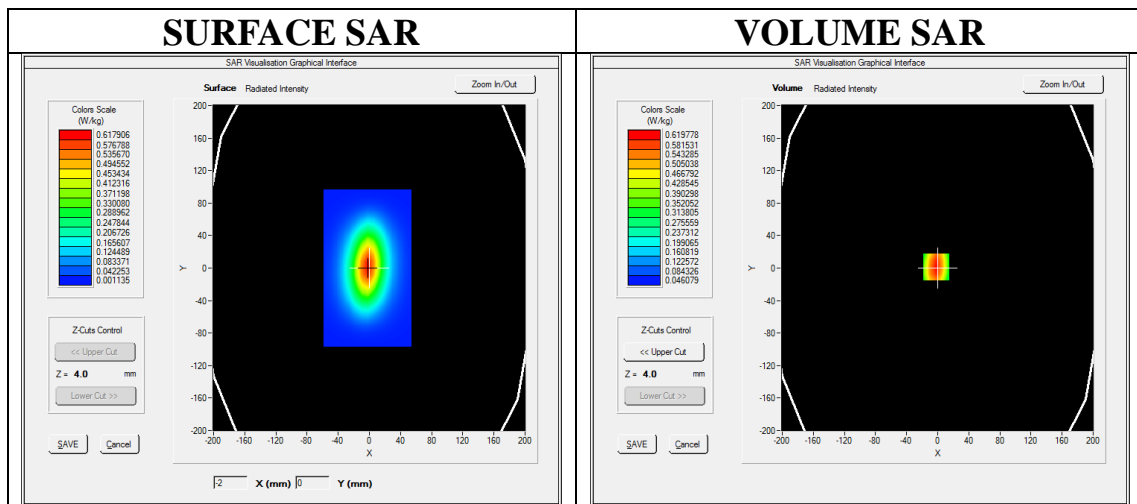 SURFACE SAR
SAR Visualisation Graphical Interface
Surface Radiated Intensity
Zoom In/Out
Colors Scale
(W/kg)
0.617906
0.576788
0.535670
0.494552
0.453434
0.412316
0.371198
0.330080
0.288962
0.247844
0.206726
0.165607
0.124489
0.083371
0.042253
0.001135
Z-Cuts Control
<< Upper Cut
Z = 4.0 mm
Lower Cut >>
SAVE Cancel
200
160
120
80
40
0
-40
-80
-120
-160
-200
Y
-200 -160 -120 -80 -40 0 40 80 120 160 200
X
-2 X (mm) 0 Y (mm)
VOLUME SAR
SAR Visualisation Graphical Interface
Volume Radiated Intensity
Zoom In/Out
Colors Scale
(W/kg)
0.619778
0.581531
0.543285
0.505038
0.466792
0.428545
0.390298
0.352052
0.313805
0.275559
0.237312
0.199065
0.160819
0.122572
0.084326
0.046079
Z-Cuts Control
<< Upper Cut
Z = 4.0 mm
Lower Cut >>
SAVE Cancel
200
160
120
80
40
0
-40
-80
-120
-160
-200
Y
-200 -160 -120 -80 -40 0 40 80 120 160 200
X